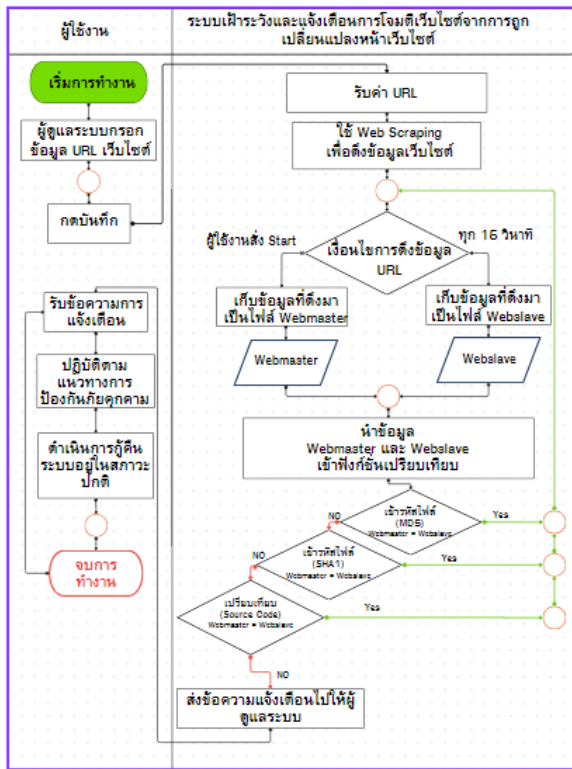 ผู้ใช้งาน
ระบบเฝ้าระวังและแจ้งเตือนการโจมตีเว็บไซต์จากการถูก
เปลี่ยนแปลงหน้าเว็บไซต์
เริ่มการทำงาน
ผู้ดูแลระบบกรอก
ข้อมูล URL เว็บไซต์
กดบันทึก
รับค่า URL
ใช้ Web Scraping
เพื่อดึงข้อมูลเว็บไซต์
ผู้ใช้งานสั่ง Start
เงื่อนไขการดึงข้อมูล
URL
ทุก 15 วินาที
เก็บข้อมูลที่ดึงมา
เป็นไฟล์ Webmaster
เก็บข้อมูลที่ดึงมา
เป็นไฟล์ Webslave
Webmaster
Webslave
นำข้อมูล
Webmaster และ Webslave
เข้าฟังก์ชันเปรียบเทียบ
NO
เข้ารหัสไฟล์
(MD5)
Webmaster = Webslave
Yes
NO
เข้ารหัสไฟล์
(SHA1)
Webmaster = Webslave
Yes
NO
เปรียบเทียบ
(Source Code)
Webmaster = Webslave
Yes
NO
ส่งข้อความแจ้งเตือนไปให้ผู้
ดูแลระบบ
รับข้อความการ
แจ้งเตือน
ปฏิบัติตาม
แนวทางการ
ป้องกันภัยคุกคาม
ดำเนินการกู้คืน
ระบบอยู่ในสภาวะ
ปกติ
จบการ
ทำงาน